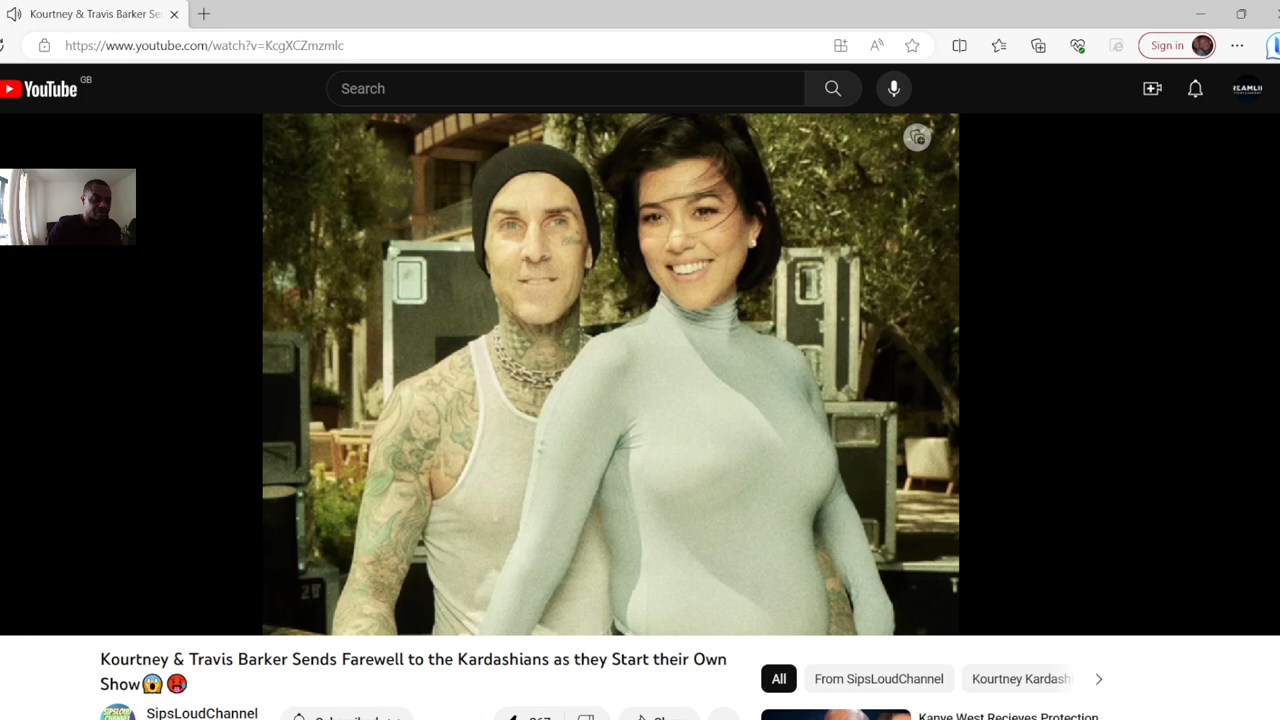 Kourtney & Travis Barker Se
https://www.youtube.com/watch?v=KcgXCZmzmlc
Sign in
YouTube GB
Search
Kourtney & Travis Barker Sends Farewell to the Kardashians as they Start their Own
Show😱🥵
All
From SipsLoudChannel
Kourtney Kardash
SipsLoudChannel
Kanye West Recieves Protection